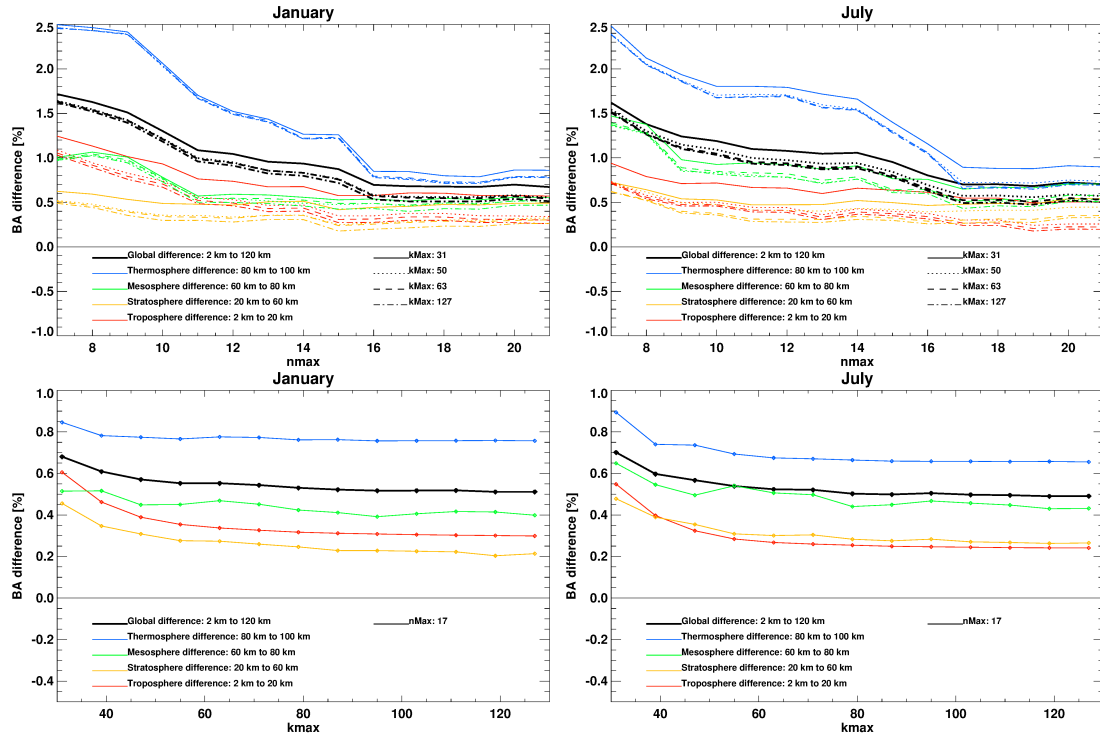 January
BA difference [%]
2.5
2.0
1.5
1.0
0.5
0.0
-0.5
-1.0
Global difference: 2 km to 120 km
Thermosphere difference: 80 km to 100 km
Mesosphere difference: 60 km to 80 km
Stratosphere difference: 20 km to 60 km
Troposphere difference: 2 km to 20 km
kMax: 31
kMax: 50
kMax: 63
kMax: 127
8 10 12 14 16 18 20
nmax
July
BA difference [%]
2.5
2.0
1.5
1.0
0.5
0.0
-0.5
-1.0
Global difference: 2 km to 120 km
Thermosphere difference: 80 km to 100 km
Mesosphere difference: 60 km to 80 km
Stratosphere difference: 20 km to 60 km
Troposphere difference: 2 km to 20 km
kMax: 31
kMax: 50
kMax: 63
kMax: 127
8 10 12 14 16 18 20
nmax
January
BA difference [%]
1.0
0.8
0.6
0.4
0.2
0.0
-0.2
-0.4
Global difference: 2 km to 120 km
Thermosphere difference: 80 km to 100 km
Mesosphere difference: 60 km to 80 km
Stratosphere difference: 20 km to 60 km
Troposphere difference: 2 km to 20 km
nMax: 17
40 60 80 100 120
kmax
July
BA difference [%]
1.0
0.8
0.6
0.4
0.2
0.0
-0.2
-0.4
Global difference: 2 km to 120 km
Thermosphere difference: 80 km to 100 km
Mesosphere difference: 60 km to 80 km
Stratosphere difference: 20 km to 60 km
Troposphere difference: 2 km to 20 km
nMax: 17
40 60 80 100 120
kmax